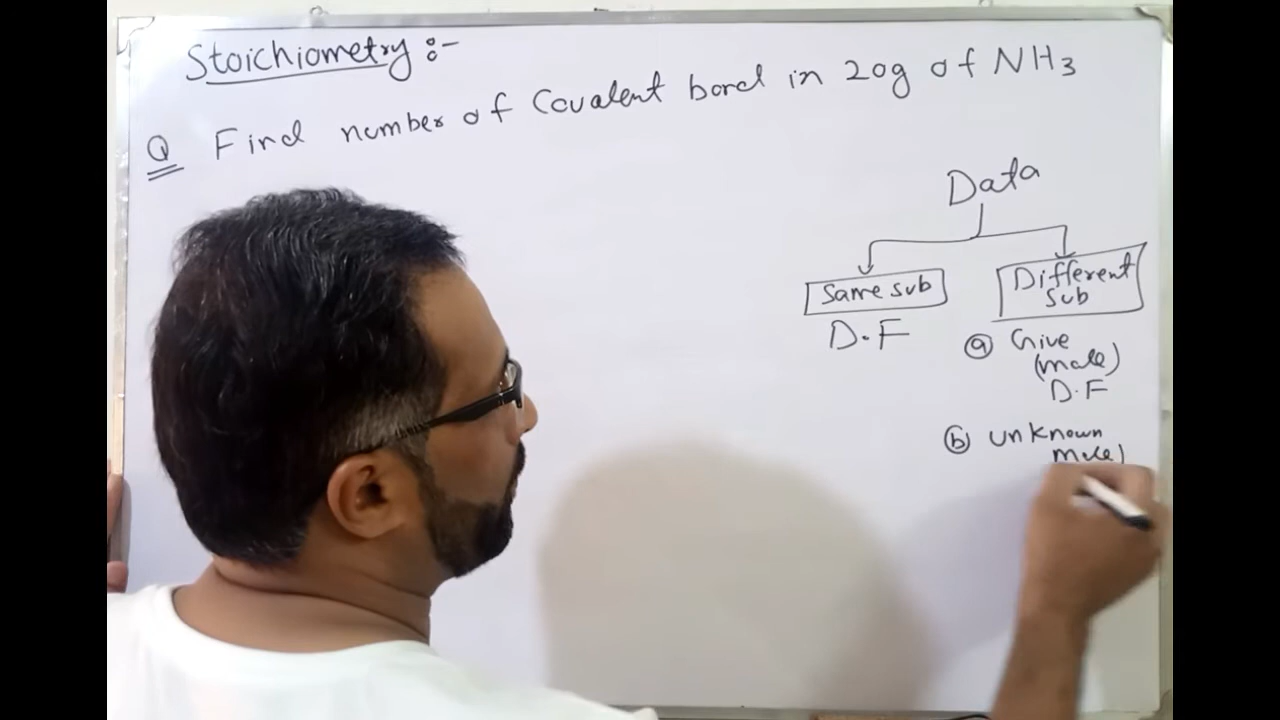 Stoichiometry :-
Q Find number of Covalent bond in 20g of NH3
Data
Same sub
D.F
Different
sub
a Give
(mole)
D.F
b unknown
mole)